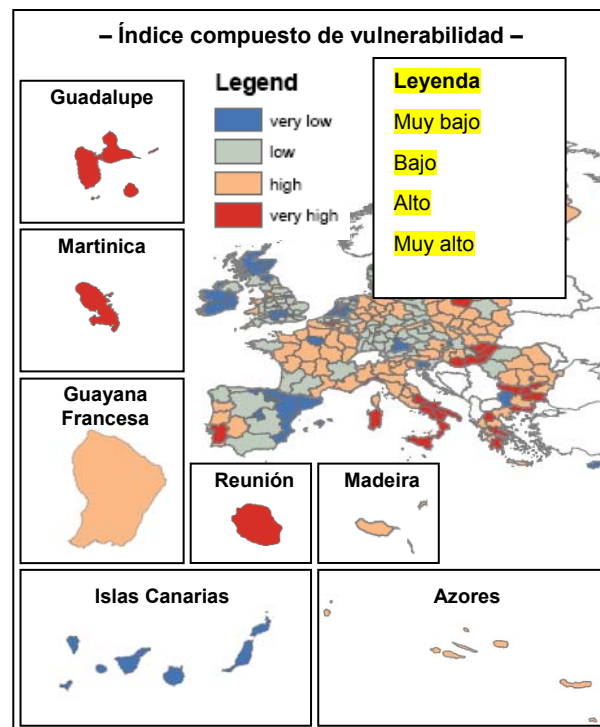 – Índice compuesto de vulnerabilidad –
Guadalupe
Legend
very low
low
high
very high
Leyenda
Muy bajo
Bajo
Alto
Muy alto
Martinica
Guayana
Francesa
Reunión
Madeira
Islas Canarias
Azores